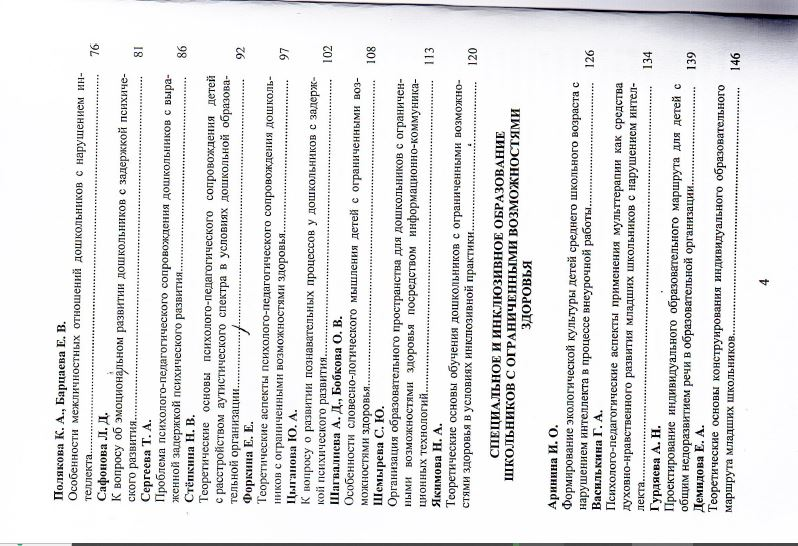 Полякова К. А., Барцаева Е. В.
Особенности межличностных отношений дошкольников с нарушением ин-
теллекта 76
Сафонова Л. Д.
К вопросу об эмоциональном развитии дошкольников с задержкой психиче-
ского развития 81
Сергеева Т. А.
Проблема психолого-педагогического сопровождения дошкольников с выра-
женной задержкой психического развития 86
Стёпкина Н. В.
Теоретические основы психолого-педагогического сопровождения детей
с расстройством аутистического спектра в условиях дошкольной образова-
тельной организации 92
Форкина Е. Е.
Теоретические аспекты психолого-педагогического сопровождения дошколь-
ников с ограниченными возможностями здоровья 97
Цыганова Ю. А.
К вопросу о развитии познавательных процессов у дошкольников с задерж-
кой психического развития 102
Шагвалиева А. Д., Бобкова О. В.
Особенности словесно-логического мышления детей с ограниченными воз-
можностями здоровья 108
Шемырева С. Ю.
Организация образовательного пространства для дошкольников с ограничен-
ными возможностями здоровья посредством информационно-коммуника-
ционных технологий 113
Якимова Н. А.
Теоретические основы обучения дошкольников с ограниченными возможно-
стями здоровья в условиях инклюзивной практики 120
СПЕЦИАЛЬНОЕ И ИНКЛЮЗИВНОЕ ОБРАЗОВАНИЕ
ШКОЛЬНИКОВ С ОГРАНИЧЕННЫМИ ВОЗМОЖНОСТЯМИ
ЗДОРОВЬЯ
Аринина И. О.
Формирование экологической культуры детей среднего школьного возраста с
нарушением интеллекта в процессе внеурочной работы 126
Василькина Г. А.
Психолого-педагогические аспекты применения мульттерапии как средства
духовно-нравственного развития младших школьников с нарушением интел-
лекта 134
Гурдяева А. Н.
Проектирование индивидуального образовательного маршрута для детей с
общим недоразвитием речи в образовательной организации 139
Демидова Е. А.
Теоретические основы конструирования индивидуального образовательного
маршрута младших школьников 146
4